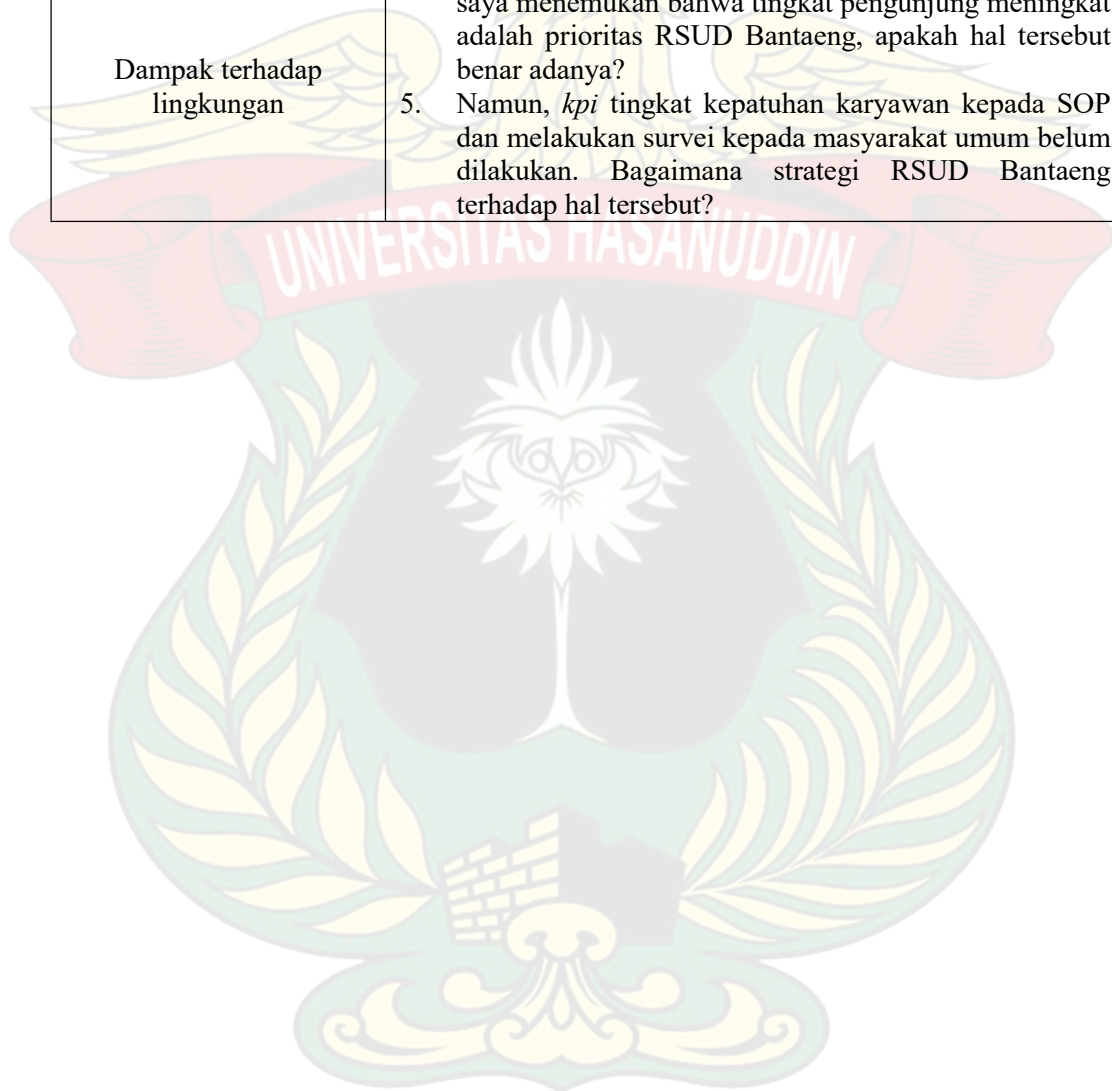 saya menemukan bahwa tingkat pengunjung meningkat
adalah prioritas RSUD Bantaeng, apakah hal tersebut
benar adanya?
Dampak terhadap
lingkungan
5. Namun, kpi tingkat kepatuhan karyawan kepada SOP
dan melakukan survei kepada masyarakat umum belum
dilakukan. Bagaimana strategi RSUD Bantaeng
terhadap hal tersebut?
UNIVERSITAS HASANUDDIN